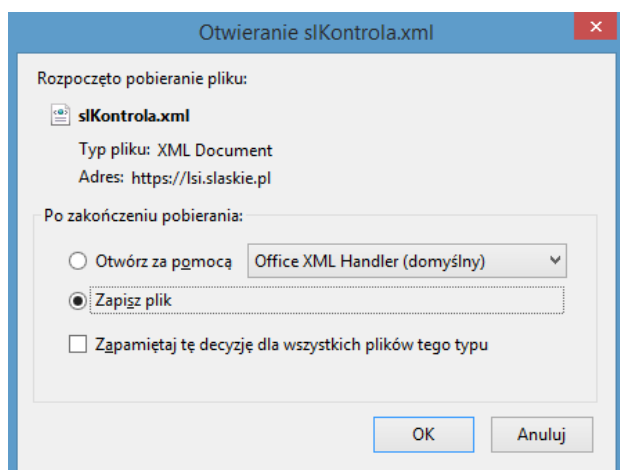 Otwieranie slKontrola.xml
Rozpoczęto pobieranie pliku:
slKontrola.xml
Typ pliku: XML Document
Adres: https://lsi.slaskie.pl
Po zakończeniu pobierania:
Otwórz za pomocą Office XML Handler (domyślny)
Zapisz plik
Zapamiętaj tę decyzję dla wszystkich plików tego typu
OK Anuluj